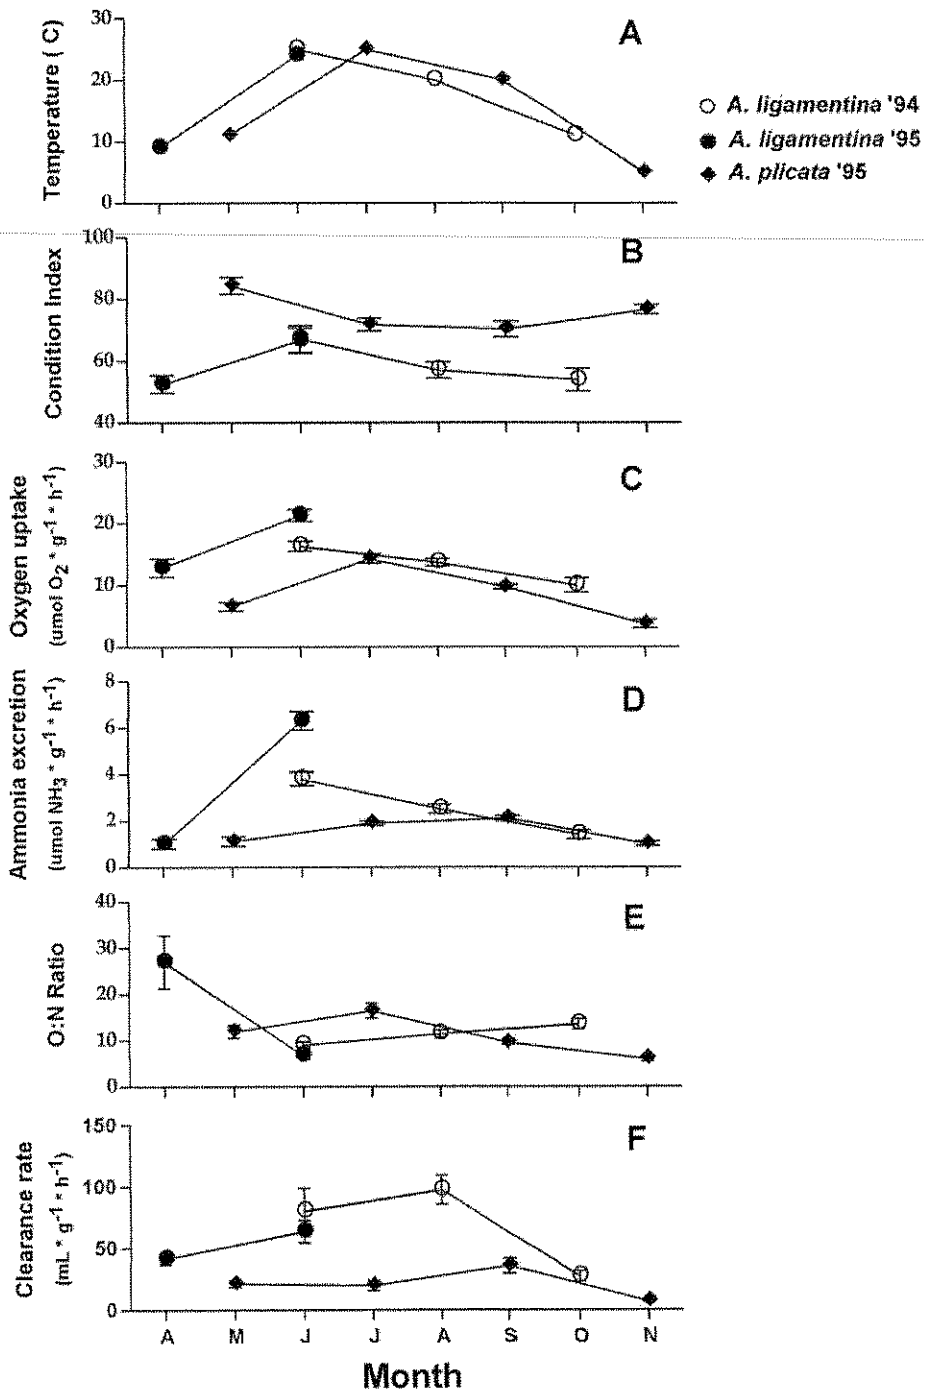 A
Temperature ( C)
30
20
10
0
A. ligamentina '94
A. ligamentina '95
A. plicata '95
B
Condition Index
100
80
60
40
C
Oxygen uptake
(umol O2 * g-1 * h-1)
30
20
10
0
D
Ammonia excretion
(umol NH3 * g-1 * h-1)
8
6
4
2
0
E
O:N Ratio
40
30
20
10
0
F
Clearance rate
(mL * g-1 * h-1)
150
100
50
0
A M J J A S O N
Month